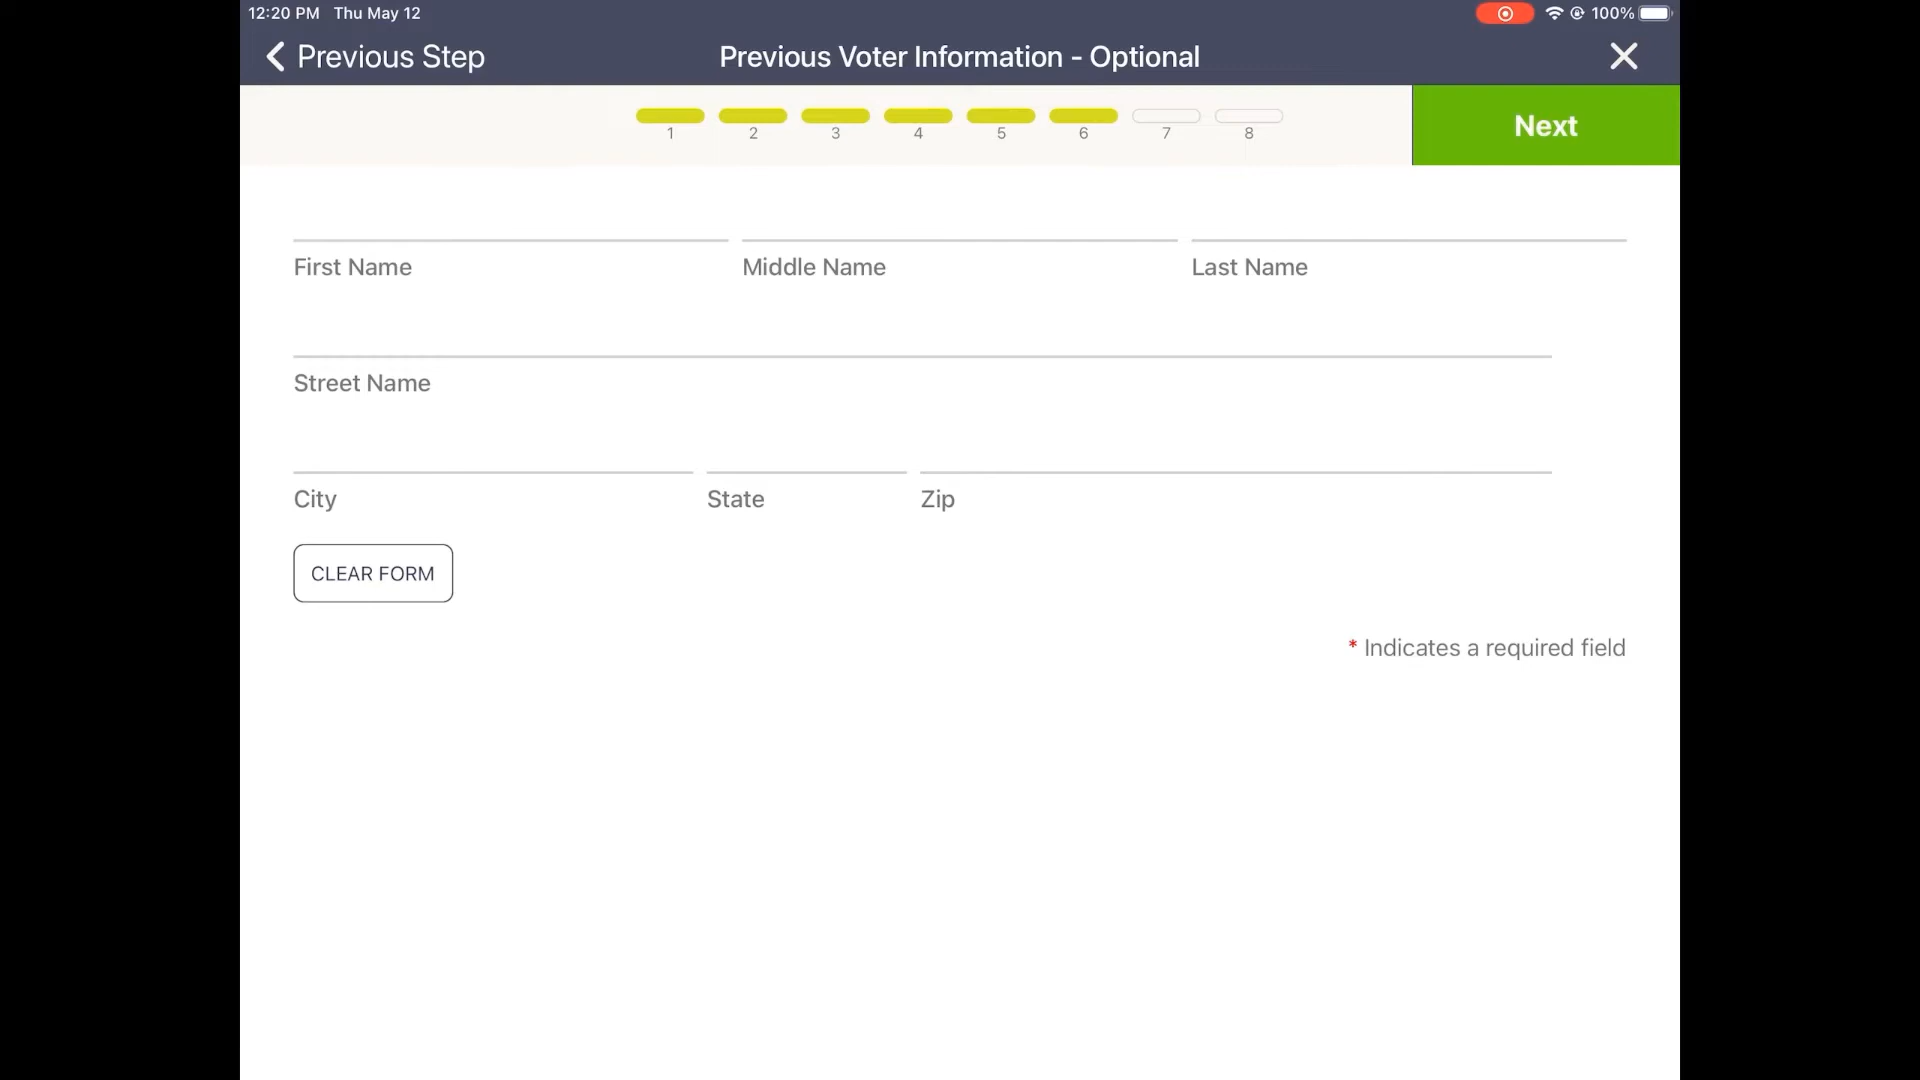 12:20 PM Thu May 12 100%
Previous Step Previous Voter Information - Optional
1 2 3 4 5 6 7 8
Next
First Name Middle Name Last Name
Street Name
City State Zip
CLEAR FORM
* Indicates a required field